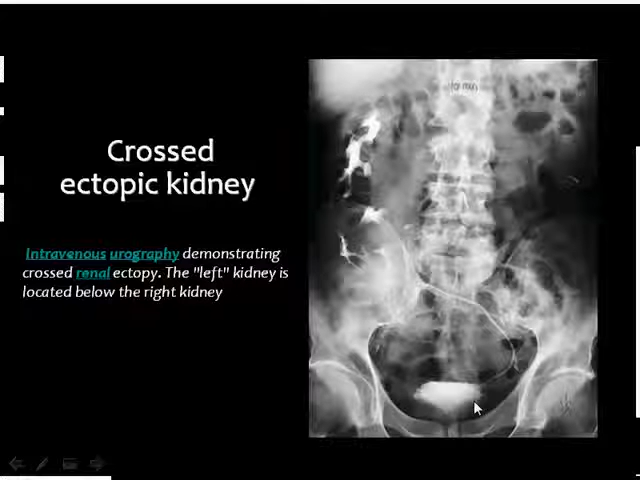 Crossed
ectopic kidney
Intravenous urography demonstrating
crossed renal ectopy. The "left" kidney is
located below the right kidney